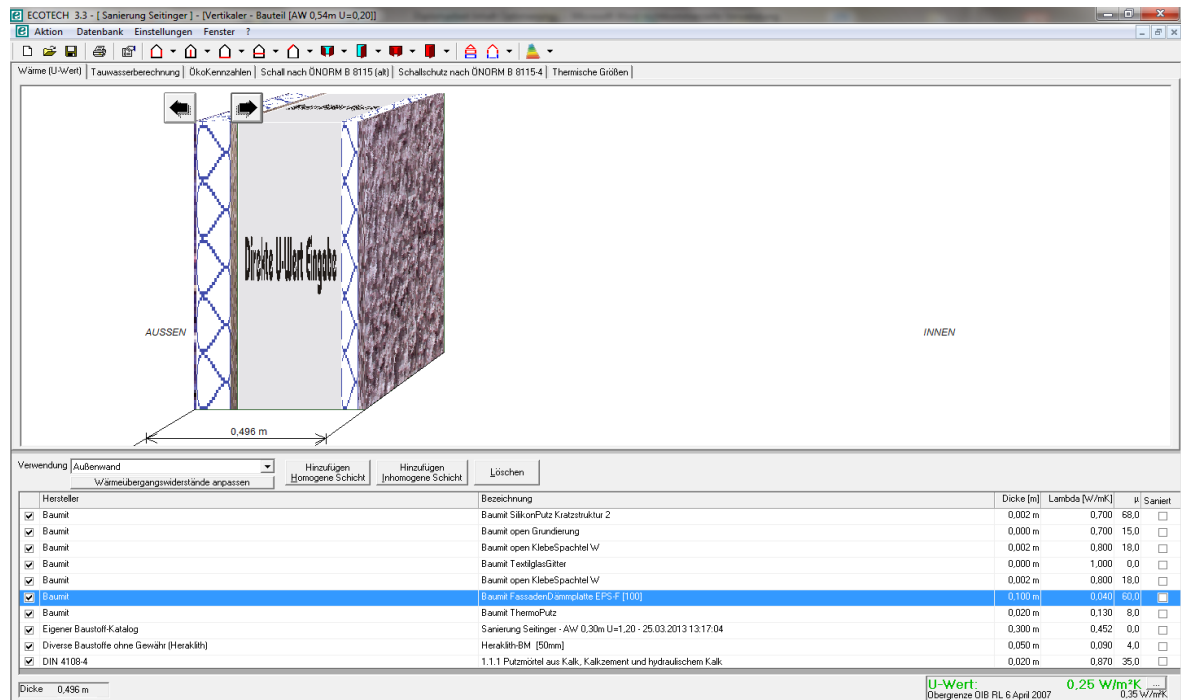 ECOTECH 3.3 - [ Sanierung Seitinger ] - [Vertikaler - Bauteil [AW 0,54m U=0,20]]
Aktion Datenbank Einstellungen Fenster ?
Wärme (U-Wert) Tauwasserberechnung ÖkoKennzahlen Schall nach ÖNORM B 8115 (alt) Schallschutz nach ÖNORM B 8115-4 Thermische Größen
Direkte U-Wert Eingabe
AUSSEN
INNEN
0,496 m
Verwendung Außenwand
Wärmeübergangswiderstände anpassen
Hinzufügen
Homogene Schicht
Hinzufügen
Inhomogene Schicht
Löschen
Hersteller Bezeichnung Dicke [m] Lambda [W/mK] µ Saniert
Baumit Baumit SilikonPutz Kratzstruktur 2 0,002 m 0,700 68,0
Baumit Baumit open Grundierung 0,000 m 0,700 15,0
Baumit Baumit open KlebeSpachtel W 0,002 m 0,800 18,0
Baumit Baumit TextilglasGitter 0,000 m 1,000 0,0
Baumit Baumit open KlebeSpachtel W 0,002 m 0,800 18,0
Baumit Baumit FassadenDämmplatte EPS-F [100] 0,100 m 0,040 60,0
Baumit Baumit ThermoPutz 0,020 m 0,130 8,0
Eigener Baustoff-Katalog Sanierung Seitinger - AW 0,30m U=1,20 - 25.03.2013 13:17:04 0,300 m 0,452 0,0
Diverse Baustoffe ohne Gewähr (Heraklith) Heraklith-BM [50mm] 0,050 m 0,090 4,0
DIN 4108-4 1.1.1 Putzmörtel aus Kalk, Kalkzement und hydraulischem Kalk 0,020 m 0,870 35,0
Dicke 0,496 m
U-Wert: 0,25 W/m²K ...
Obergrenze OIB RL 6 April 2007 0,35 W/m²K